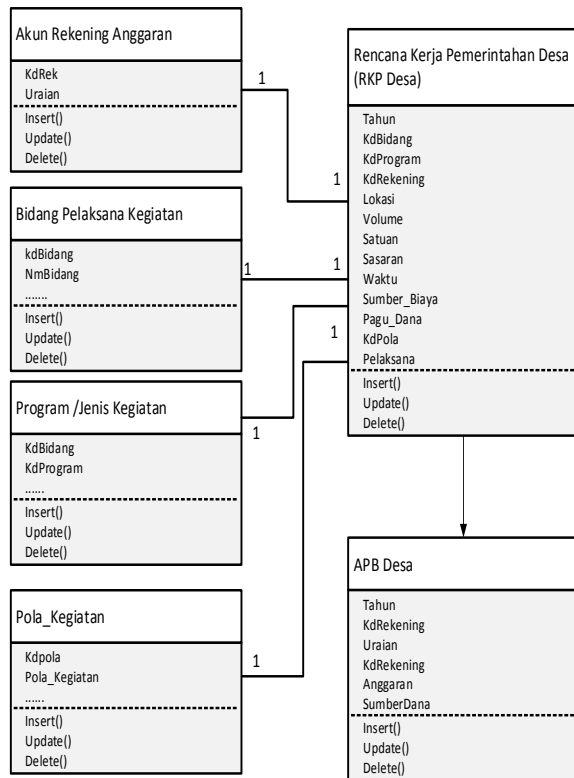 Akun Rekening Anggaran
KdRek
Uraian
Insert()
Update()
Delete()
1
Bidang Pelaksana Kegiatan
kdBidang
NmBidang
.......
Insert()
Update()
Delete()
1
Program /Jenis Kegiatan
KdBidang
KdProgram
......
Insert()
Update()
Delete()
1
Pola_Kegiatan
Kdpola
Pola_Kegiatan
......
Insert()
Update()
Delete()
1
Rencana Kerja Pemerintahan Desa
(RKP Desa)
Tahun
KdBidang
KdProgram
KdRekening
Lokasi
Volume
Satuan
Sasaran
Waktu
Sumber_Biaya
Pagu_Dana
KdPola
Pelaksana
Insert()
Update()
Delete()
1
1
1
APB Desa
Tahun
KdRekening
Uraian
KdRekening
Anggaran
SumberDana
Insert()
Update()
Delete()